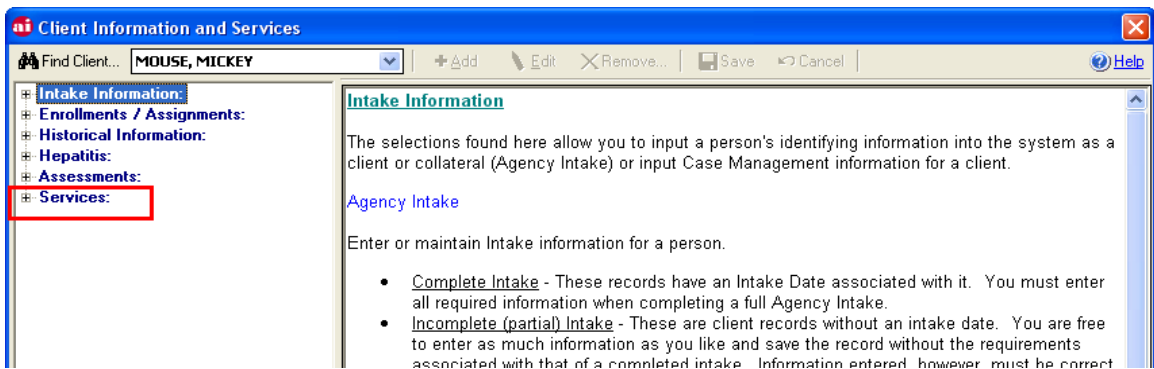 ai Client Information and Services
Find Client... MOUSE, MICKEY Add Edit Remove... Save Cancel Help
Intake Information:
Enrollments / Assignments:
Historical Information:
Hepatitis:
Assessments:
Services:
Intake Information
The selections found here allow you to input a person's identifying information into the system as a
client or collateral (Agency Intake) or input Case Management information for a client.
Agency Intake
Enter or maintain Intake information for a person.
• Complete Intake - These records have an Intake Date associated with it. You must enter
all required information when completing a full Agency Intake.
• Incomplete (partial) Intake - These are client records without an intake date. You are free
to enter as much information as you like and save the record without the requirements
associated with that of a completed intake. Information entered, however, must be correct